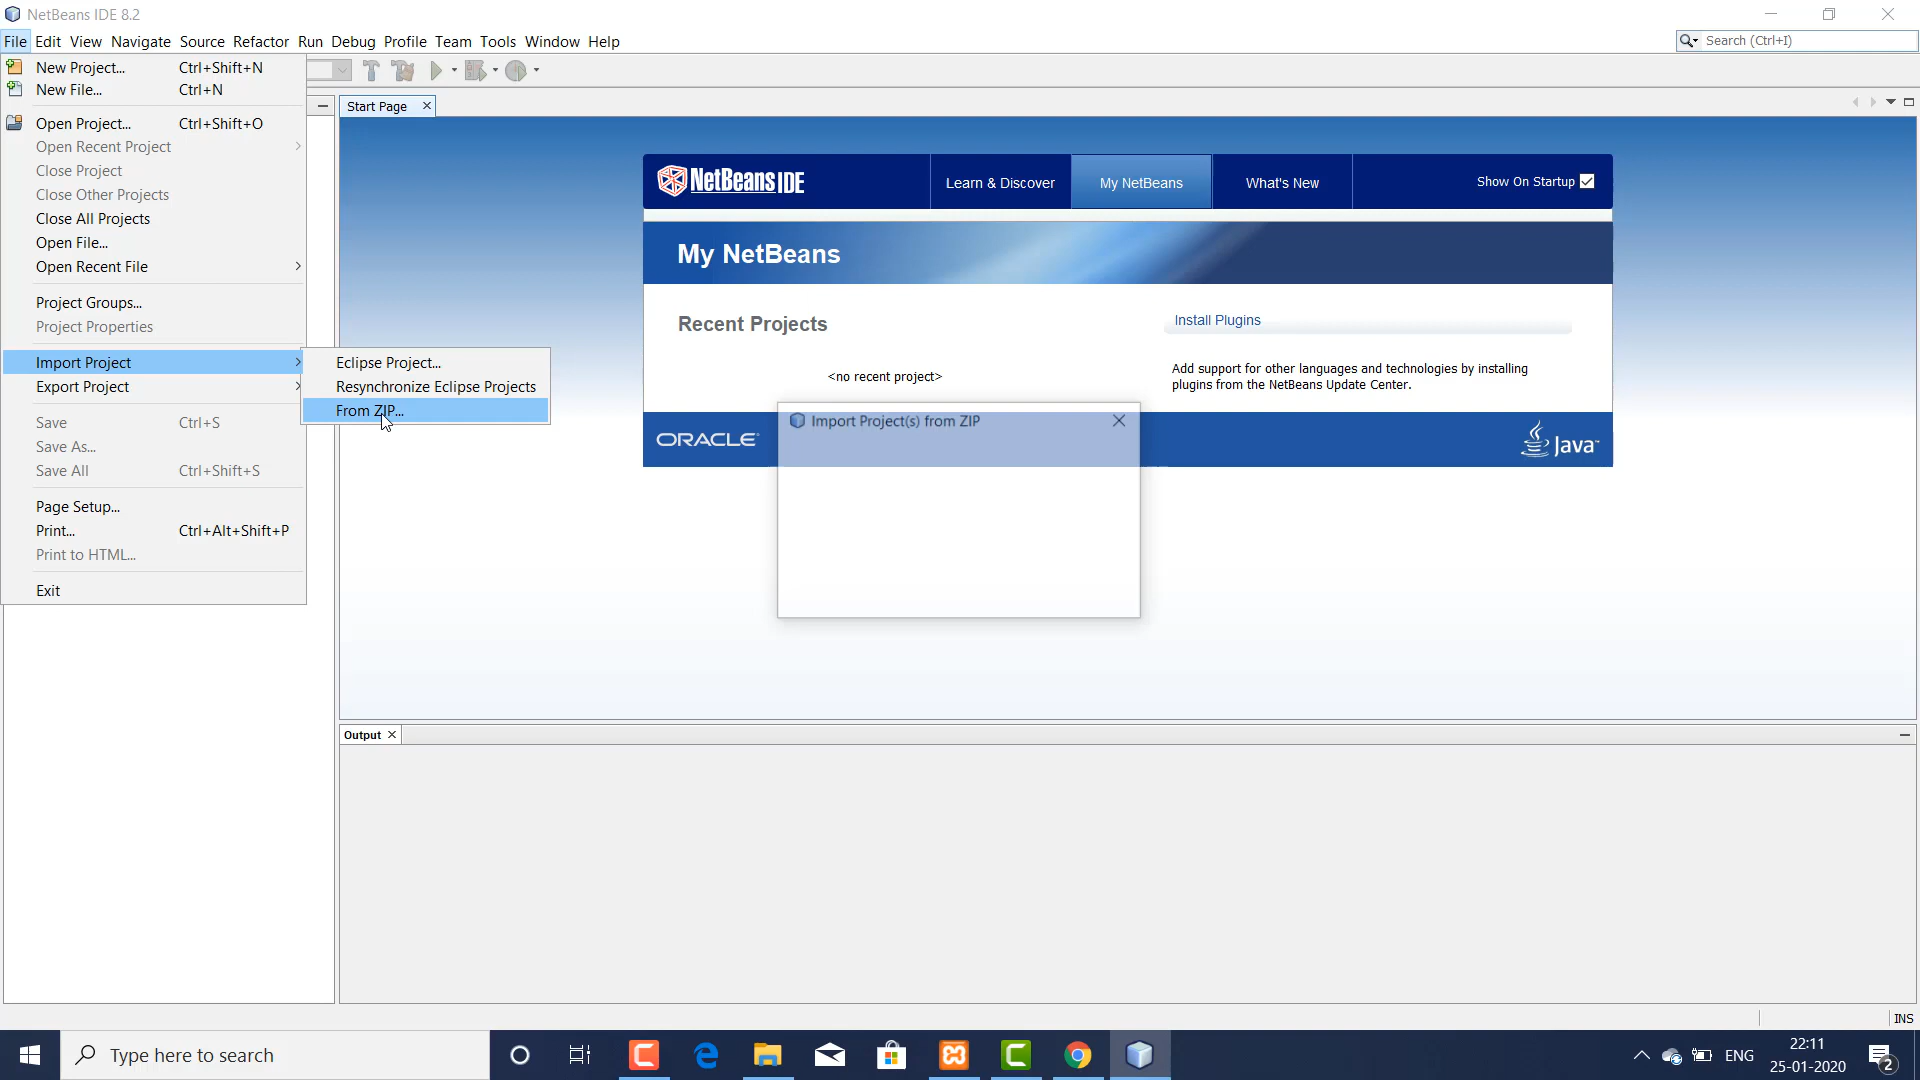 NetBeans IDE 8.2
File Edit View Navigate Source Refactor Run Debug Profile Team Tools Window Help
Search (Ctrl+I)
New Project... Ctrl+Shift+N
New File... Ctrl+N
Open Project... Ctrl+Shift+O
Open Recent Project
Close Project
Close Other Projects
Close All Projects
Open File...
Open Recent File
Project Groups...
Project Properties
Import Project
Export Project
Save Ctrl+S
Save As...
Save All Ctrl+Shift+S
Page Setup...
Print... Ctrl+Alt+Shift+P
Print to HTML...
Exit
Eclipse Project...
Resynchronize Eclipse Projects
From ZIP...
Start Page
NetBeans IDE
Learn & Discover
My NetBeans
What's New
Show On Startup
My NetBeans
Recent Projects
<no recent project>
Install Plugins
Add support for other languages and technologies by installing
plugins from the NetBeans Update Center.
Import Project(s) from ZIP
ORACLE
Java
Output
INS
Type here to search
ENG
22:11
25-01-2020
2